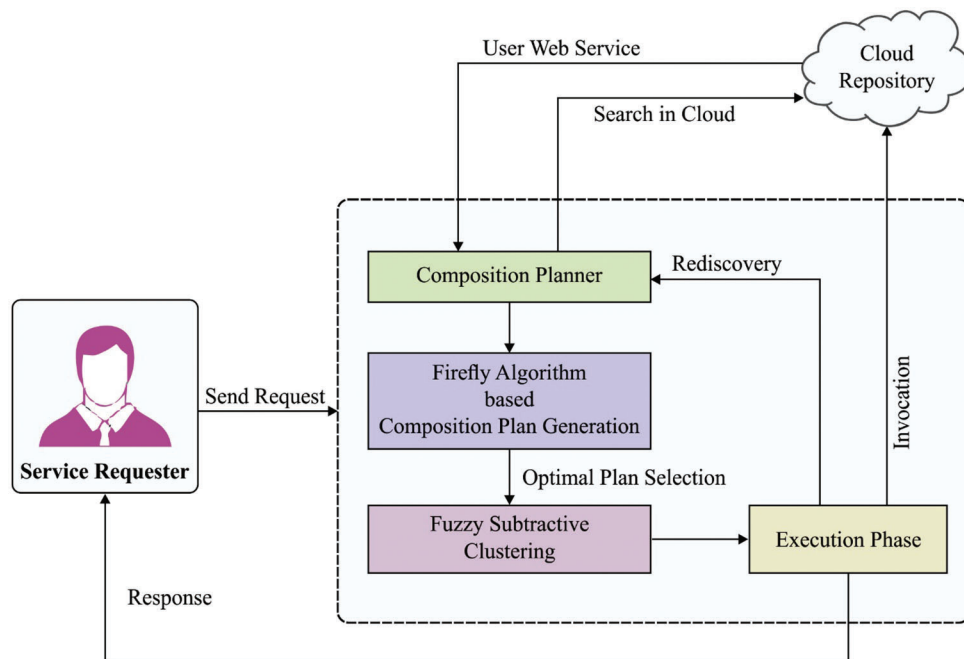 User Web Service
Cloud
Repository
Search in Cloud
Composition Planner
Rediscovery
Firefly Algorithm
based
Composition Plan Generation
Send Request
Service Requester
Invocation
Optimal Plan Selection
Fuzzy Subtractive
Clustering
Execution Phase
Response